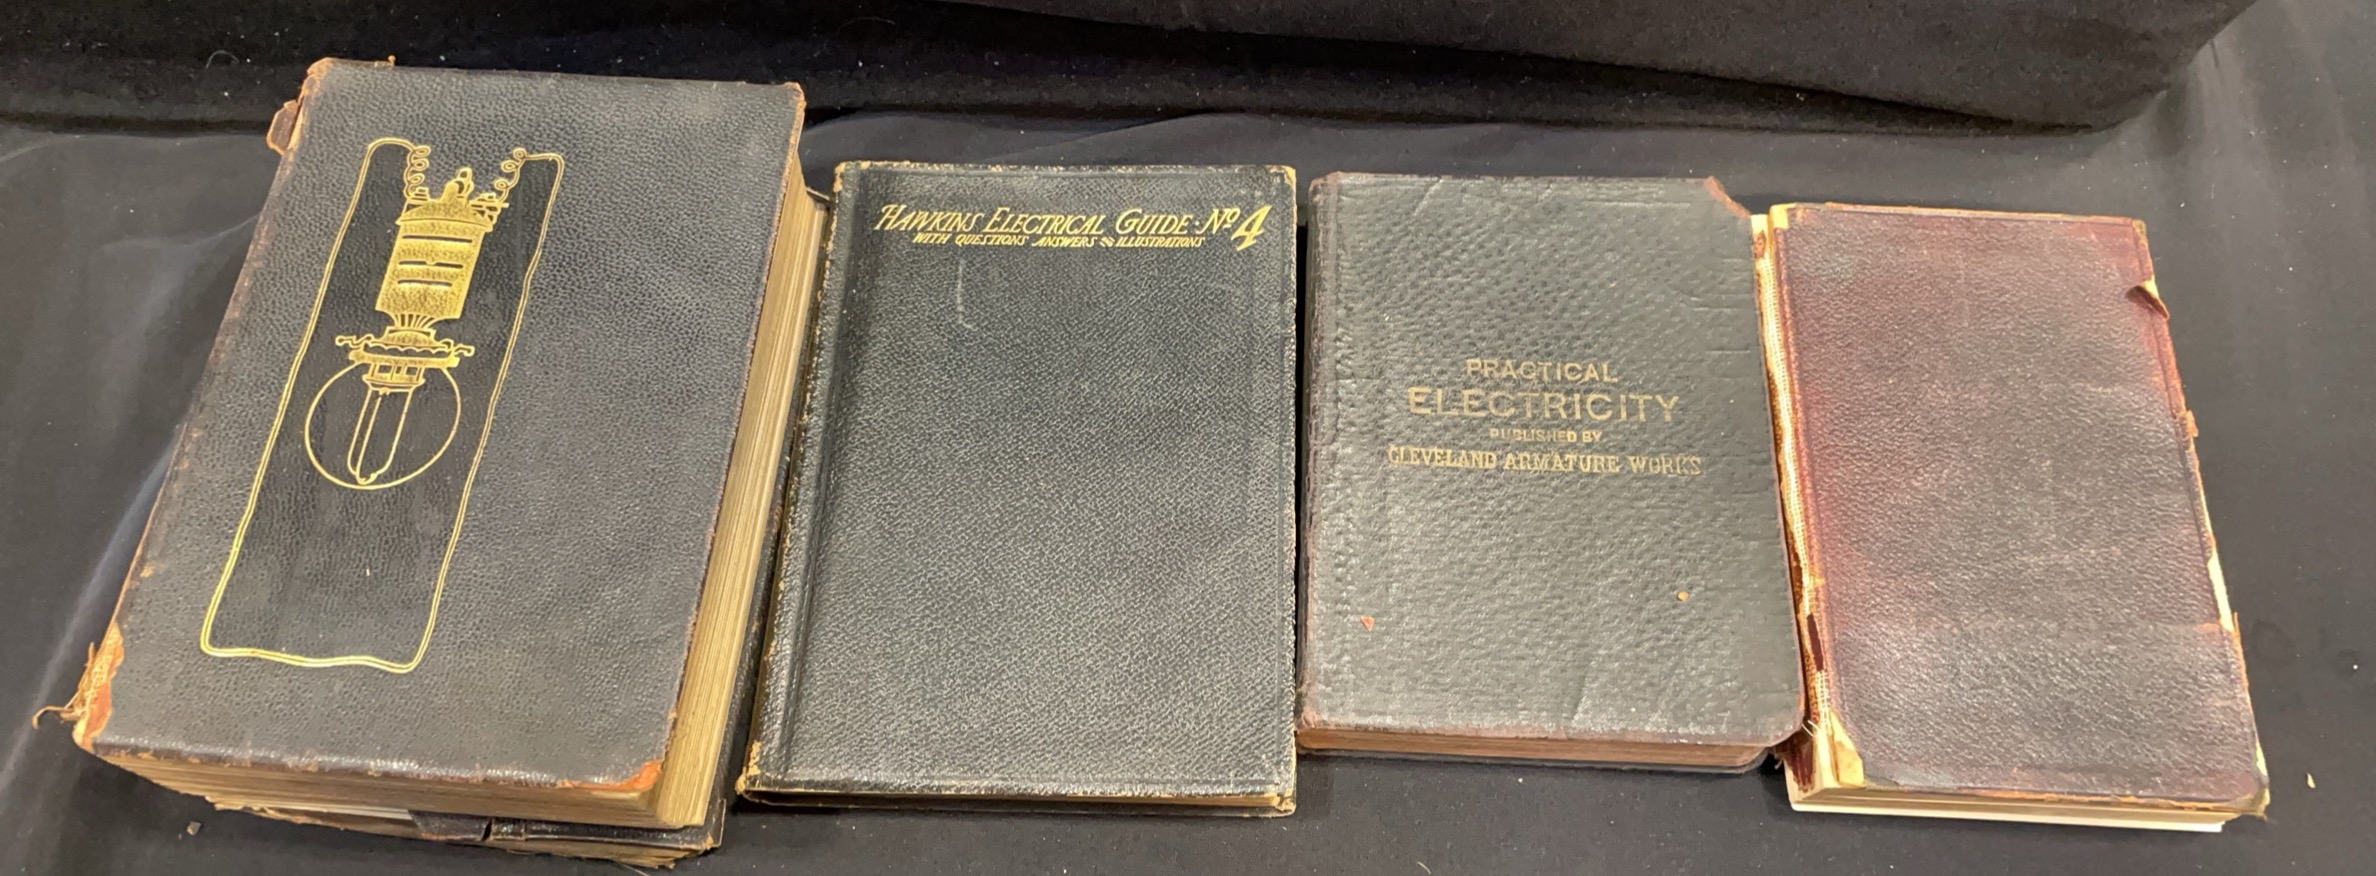 HAWKINS ELECTRICAL GUIDE · Nº 4
WITH QUESTIONS ANSWERS & ILLUSTRATIONS
PRACTICAL
ELECTRICITY
PUBLISHED BY
CLEVELAND ARMATURE WORKS